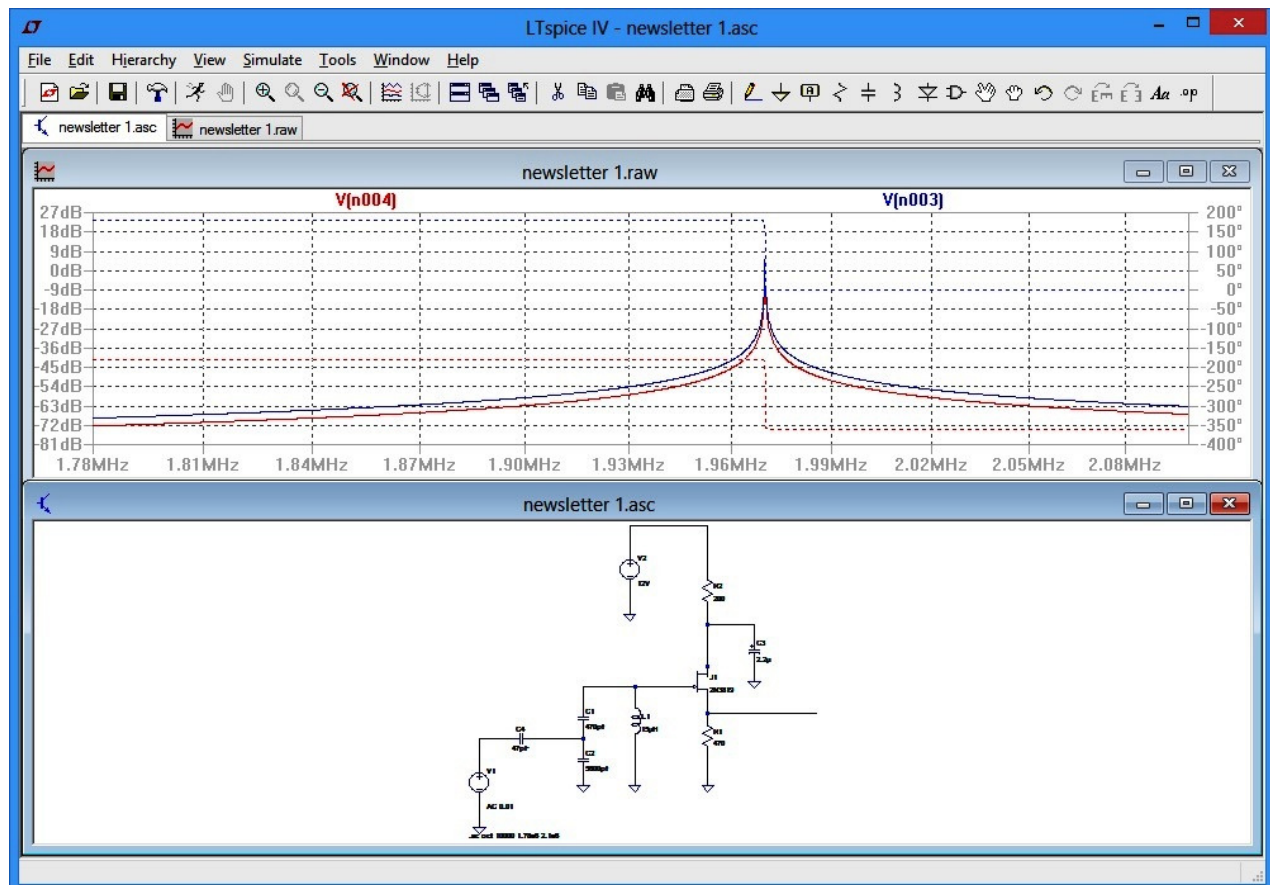 LTspice IV - newsletter 1.asc
File Edit Hierarchy View Simulate Tools Window Help
newsletter 1.asc newsletter 1.raw
newsletter 1.raw
V(n004) V(n003)
27dB 200°
18dB 150°
9dB 100°
0dB 50°
-9dB 0°
-18dB -50°
-27dB -100°
-36dB -150°
-45dB -200°
-54dB -250°
-63dB -300°
-72dB -350°
-81dB -400°
1.78MHz 1.81MHz 1.84MHz 1.87MHz 1.90MHz 1.93MHz 1.96MHz 1.99MHz 2.02MHz 2.05MHz 2.08MHz
newsletter 1.asc
V2
12V
R2
C3
2.2µ
J1
C1
470pf
L1
C4
47pf
C2
R1
470
V1
AC 0.01